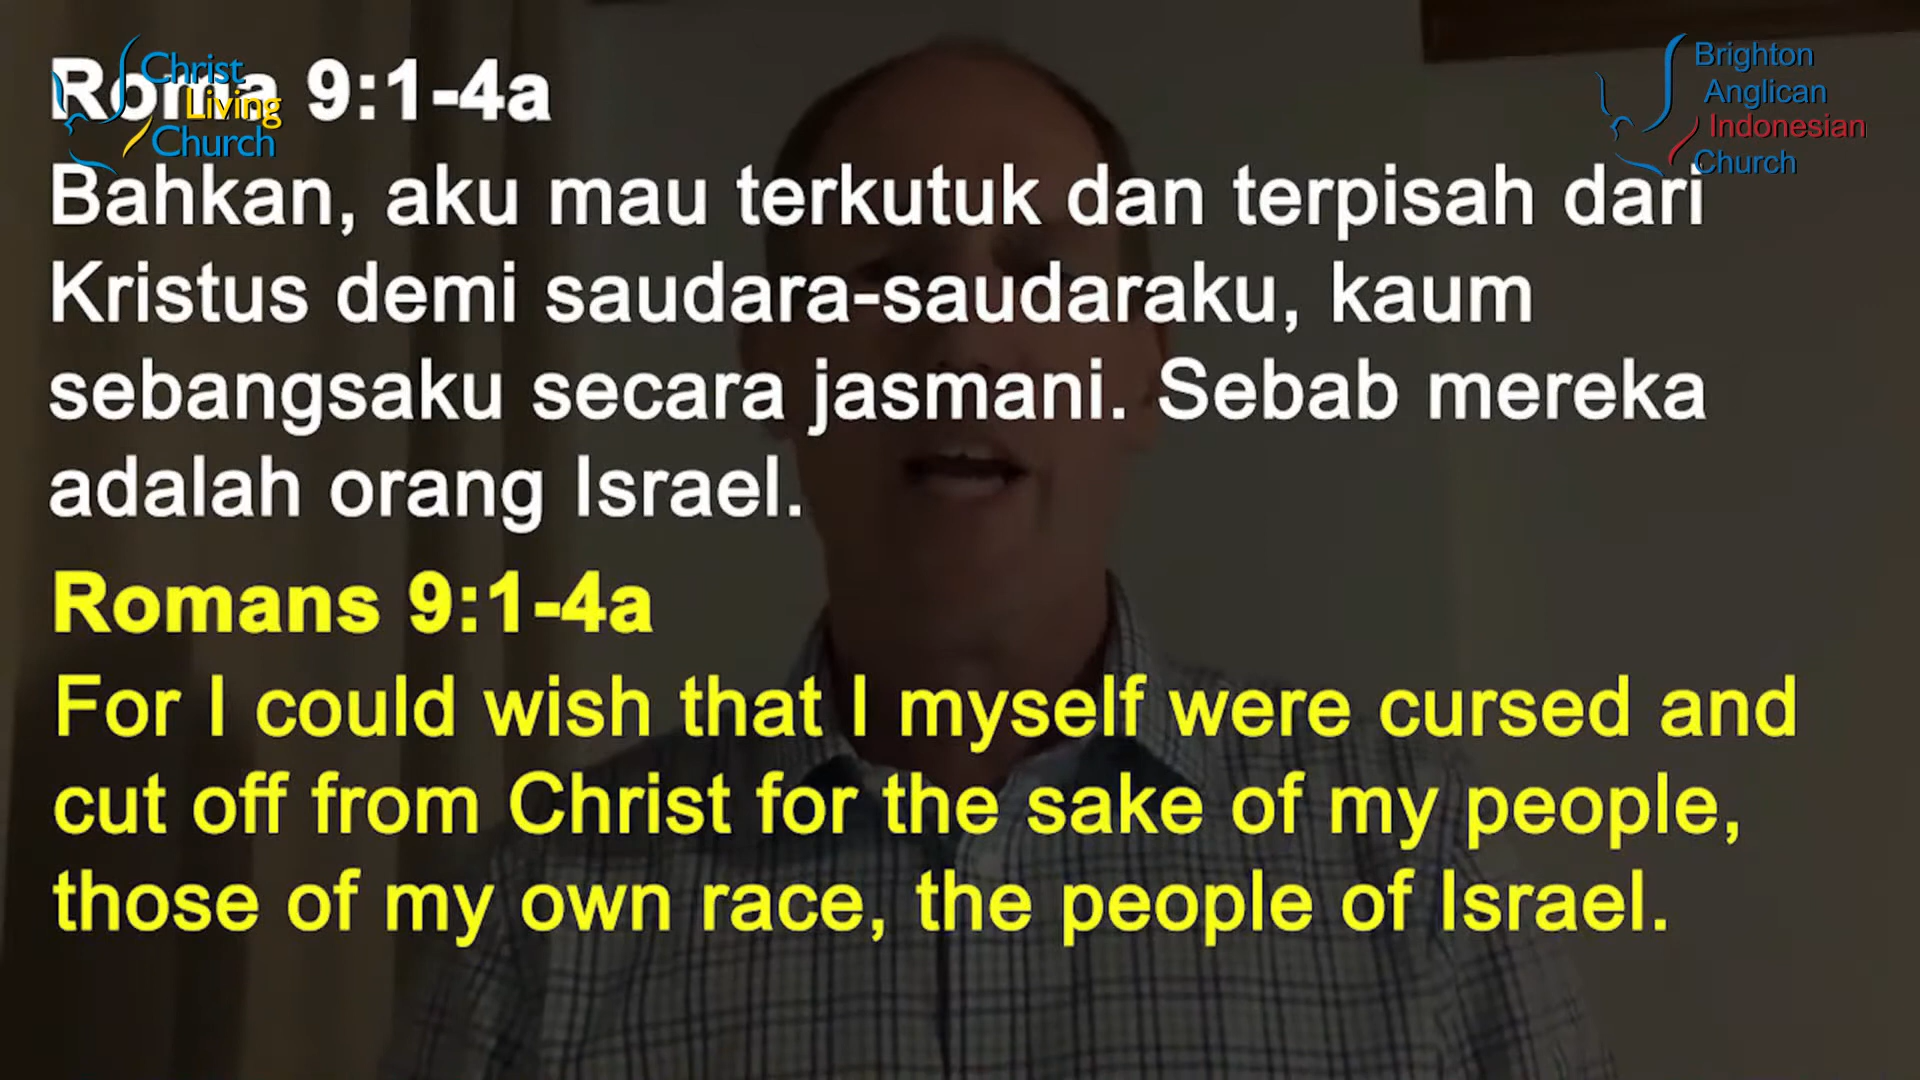 Christ
Living
Church
Brighton
Anglican
Indonesian
Church
Roma 9:1-4a
Bahkan, aku mau terkutuk dan terpisah dari
Kristus demi saudara-saudaraku, kaum
sebangsaku secara jasmani. Sebab mereka
adalah orang Israel.
Romans 9:1-4a
For I could wish that I myself were cursed and
cut off from Christ for the sake of my people,
those of my own race, the people of Israel.